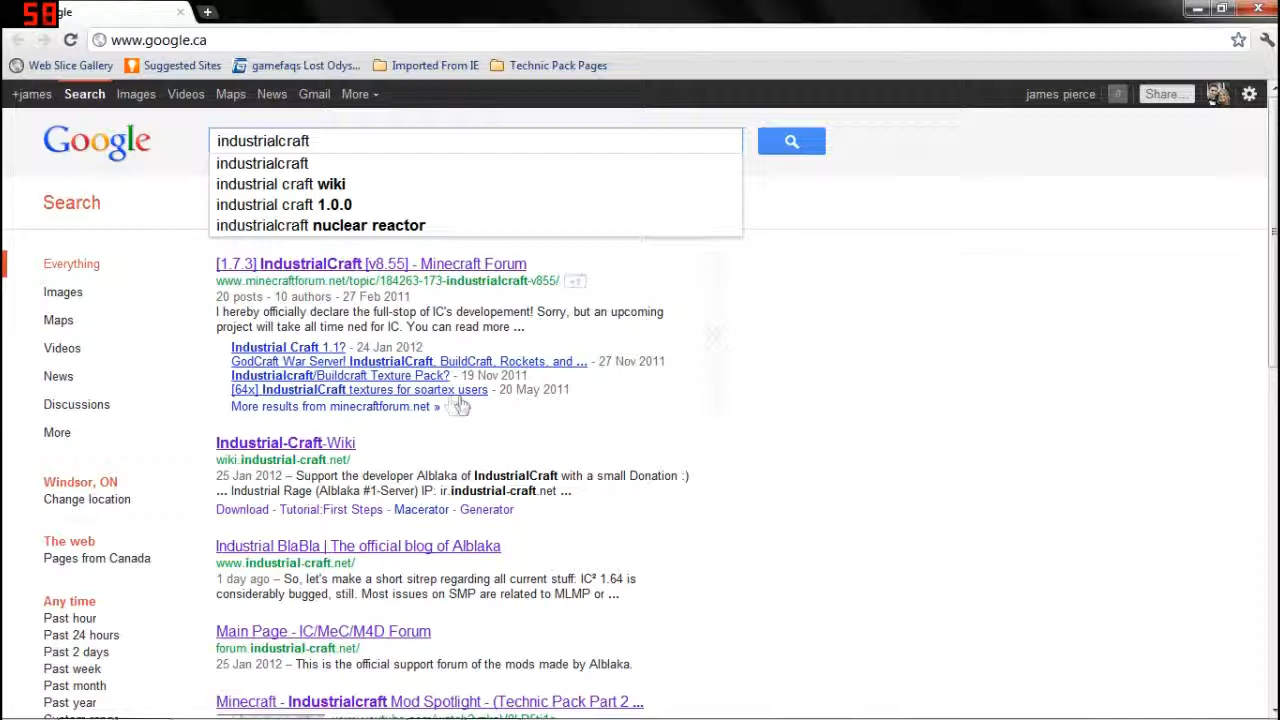 58
gle
www.google.ca
Web Slice Gallery Suggested Sites gamefaqs Lost Odys... Imported From IE Technic Pack Pages
+james Search Images Videos Maps News Gmail More james pierce 0 Share...
Google industrialcraft
industrialcraft
industrial craft wiki
industrial craft 1.0.0
industrialcraft nuclear reactor
Search
Everything
Images
Maps
Videos
News
Discussions
More
Windsor, ON
Change location
The web
Pages from Canada
Any time
Past hour
Past 24 hours
Past 2 days
Past week
Past month
Past year
Custom range
[1.7.3] IndustrialCraft [v8.55] - Minecraft Forum
www.minecraftforum.net/topic/184263-173-industrialcraft-v855/ +1
20 posts - 10 authors - 27 Feb 2011
I hereby officially declare the full-stop of IC's developement! Sorry, but an upcoming
project will take all time ned for IC. You can read more ...
Industrial Craft 1.1? - 24 Jan 2012
GodCraft War Server! IndustrialCraft, BuildCraft, Rockets, and ... - 27 Nov 2011
Industrialcraft/Buildcraft Texture Pack? - 19 Nov 2011
[64x] IndustrialCraft textures for soartex users - 20 May 2011
More results from minecraftforum.net »
Industrial-Craft-Wiki
wiki.industrial-craft.net/
25 Jan 2012 – Support the developer Alblaka of IndustrialCraft with a small Donation :)
... Industrial Rage (Alblaka #1-Server) IP: ir.industrial-craft.net ...
Download - Tutorial:First Steps - Macerator - Generator
Industrial BlaBla | The official blog of Alblaka
www.industrial-craft.net/
1 day ago – So, let's make a short sitrep regarding all current stuff: IC² 1.64 is
considerably bugged, still. Most issues on SMP are related to MLMP or ...
Main Page - IC/MeC/M4D Forum
forum.industrial-craft.net/
25 Jan 2012 – This is the official support forum of the mods made by Alblaka.
Minecraft - Industrialcraft Mod Spotlight - (Technic Pack Part 2 ...